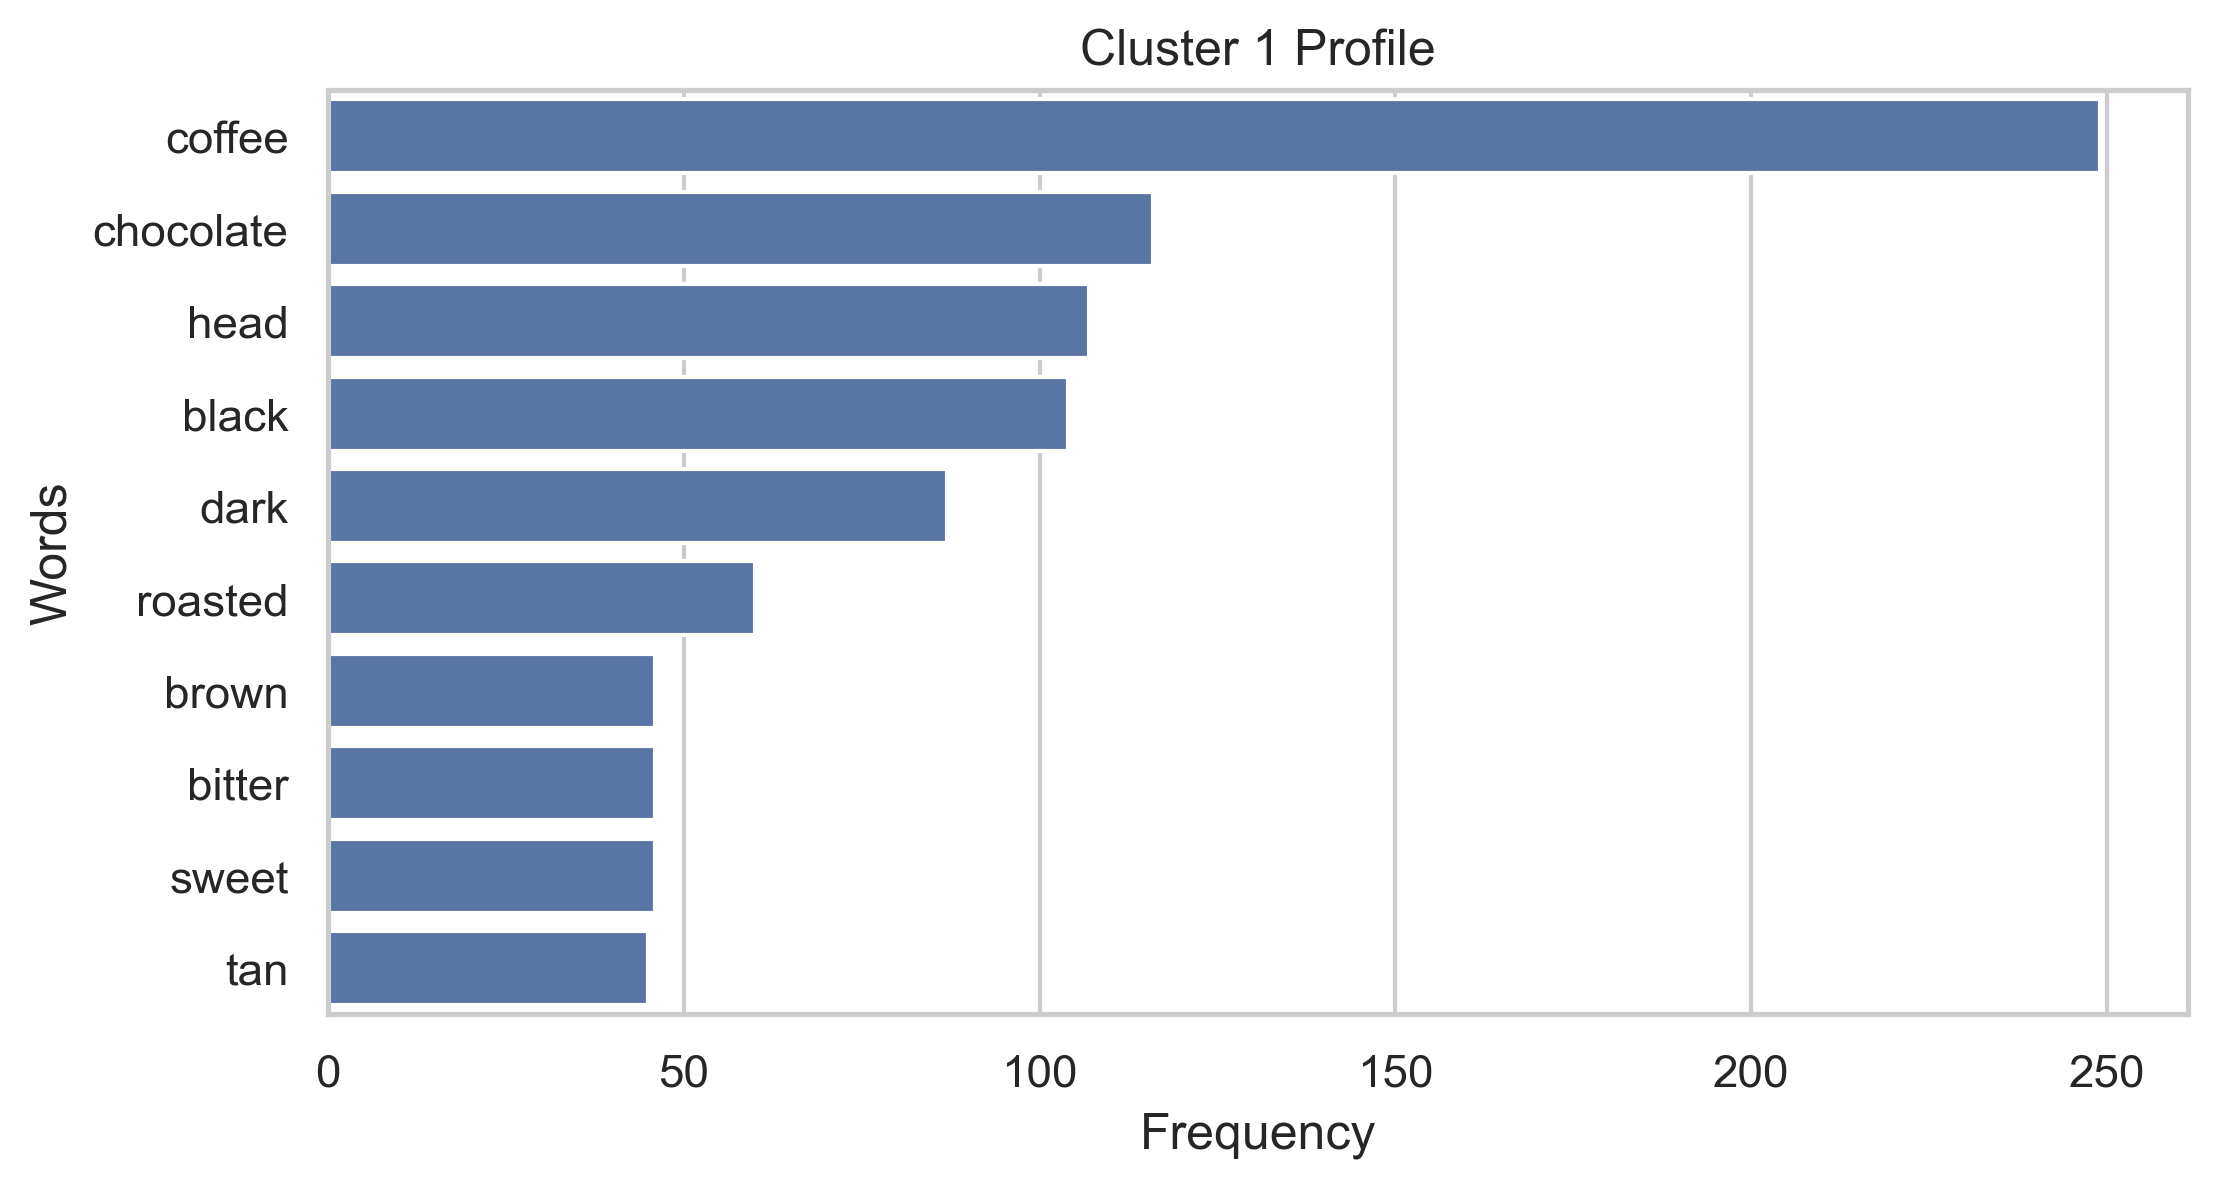 Cluster 1 Profile
Words
coffee
chocolate
head
black
dark
roasted
brown
bitter
sweet
tan
0 50 100 150 200 250
Frequency